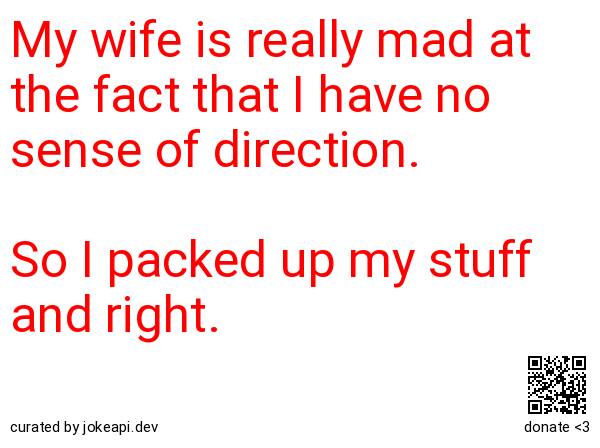 My wife is really mad at
the fact that I have no
sense of direction.
So I packed up my stuff
and right.
curated by jokeapi.dev
donate <3